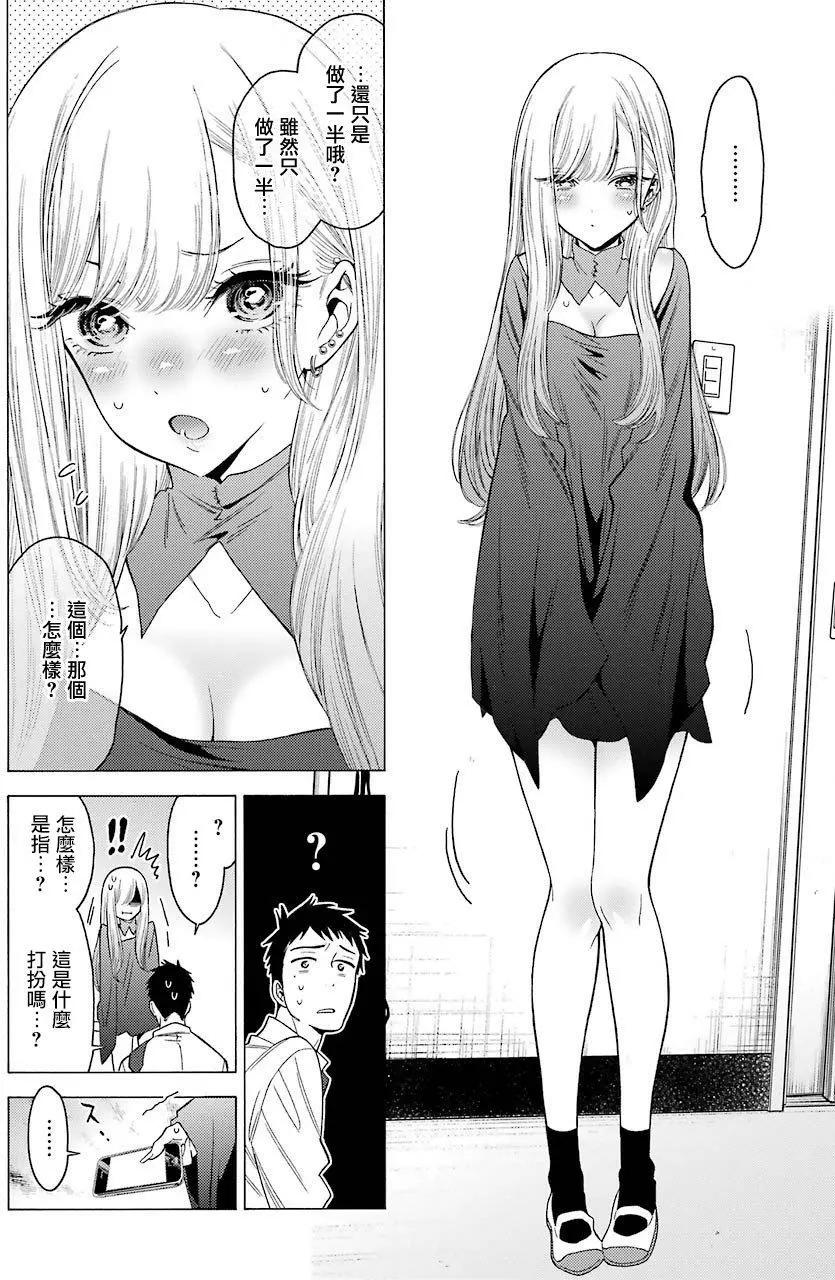 ………
…還只是
做了一半哦?
雖然只
做了一半…
這個…那個
…怎麼樣?
?
?
……?
怎麼樣…
是指…?
!!
這是什麼
打扮嗎…?
ス
……